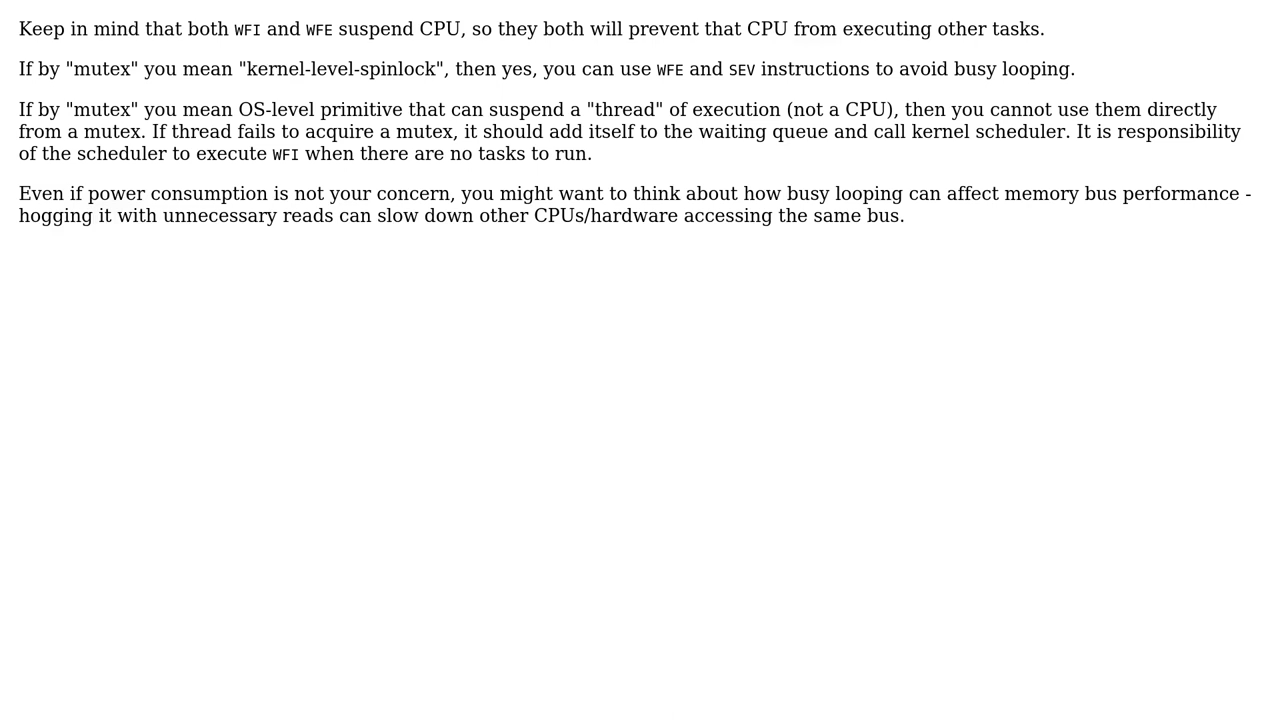 Keep in mind that both WFI and WFE suspend CPU, so they both will prevent that CPU from executing other tasks.
If by "mutex" you mean "kernel-level-spinlock", then yes, you can use WFE and SEV instructions to avoid busy looping.
If by "mutex" you mean OS-level primitive that can suspend a "thread" of execution (not a CPU), then you cannot use them directly
from a mutex. If thread fails to acquire a mutex, it should add itself to the waiting queue and call kernel scheduler. It is responsibility
of the scheduler to execute WFI when there are no tasks to run.
Even if power consumption is not your concern, you might want to think about how busy looping can affect memory bus performance -
hogging it with unnecessary reads can slow down other CPUs/hardware accessing the same bus.